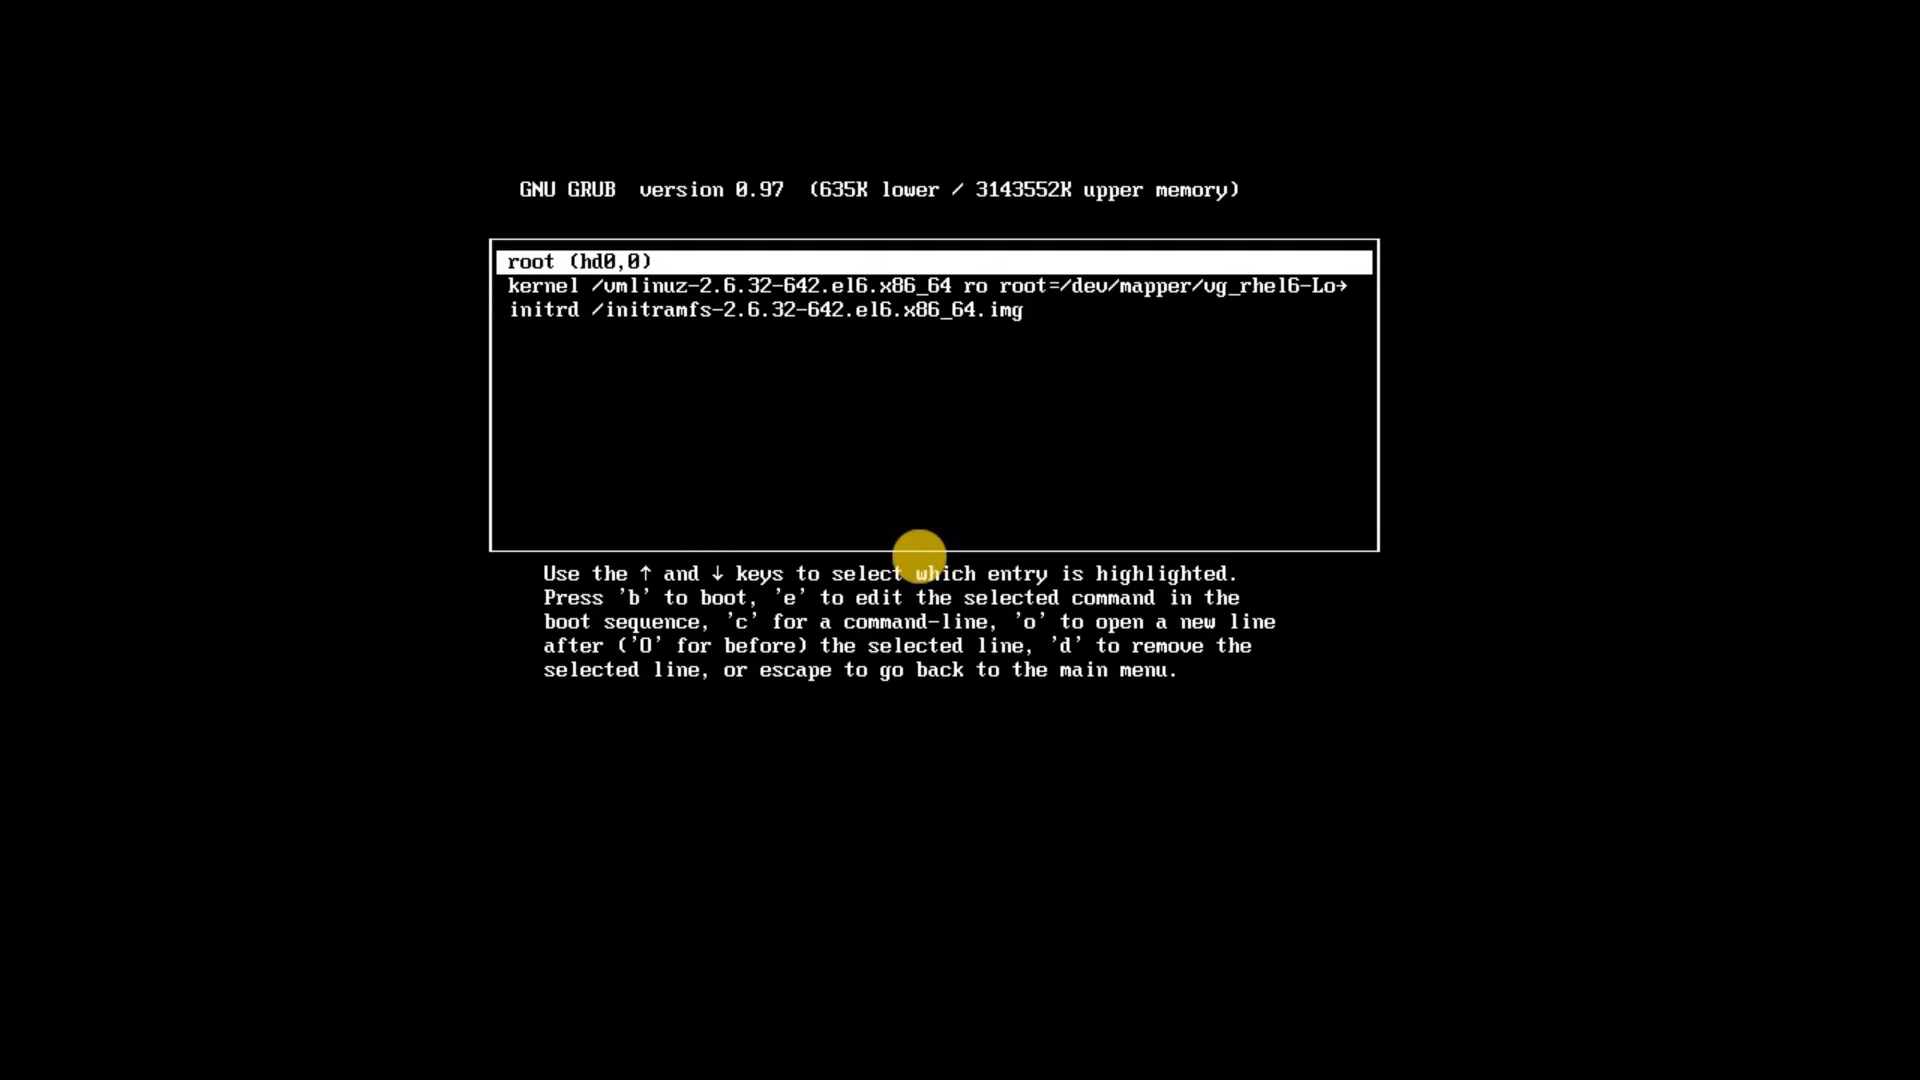 GNU GRUB  version 0.97  (635K lower / 3143552K upper memory)
root (hd0,0)
kernel /vmlinuz-2.6.32-642.el6.x86_64 ro root=/dev/mapper/vg_rhel6-Lo→
initrd /initramfs-2.6.32-642.el6.x86_64.img
Use the ↑ and ↓ keys to select which entry is highlighted.
Press 'b' to boot, 'e' to edit the selected command in the
boot sequence, 'c' for a command-line, 'o' to open a new line
after ('O' for before) the selected line, 'd' to remove the
selected line, or escape to go back to the main menu.